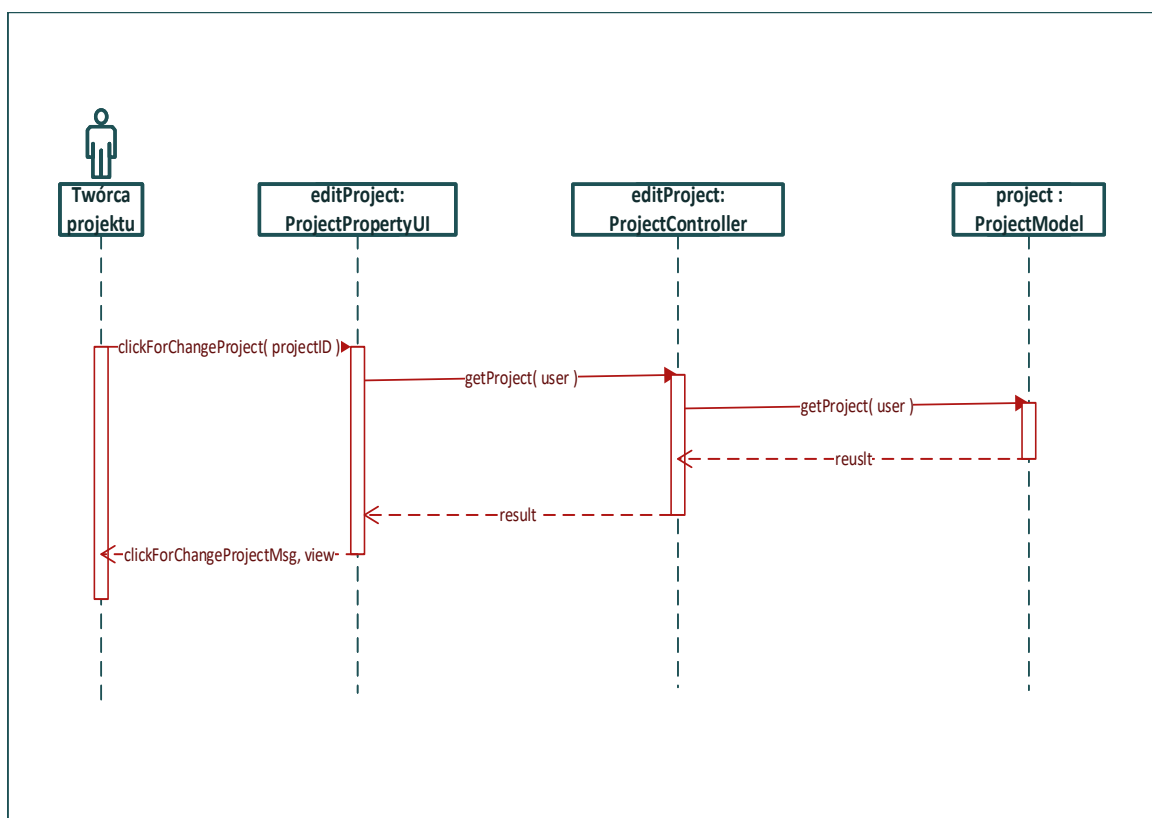 Twórca
projektu
editProject:
ProjectPropertyUI
editProject:
ProjectController
project :
ProjectModel
clickForChangeProject( projectID )
getProject( user )
getProject( user )
reuslt
result
clickForChangeProjectMsg, view